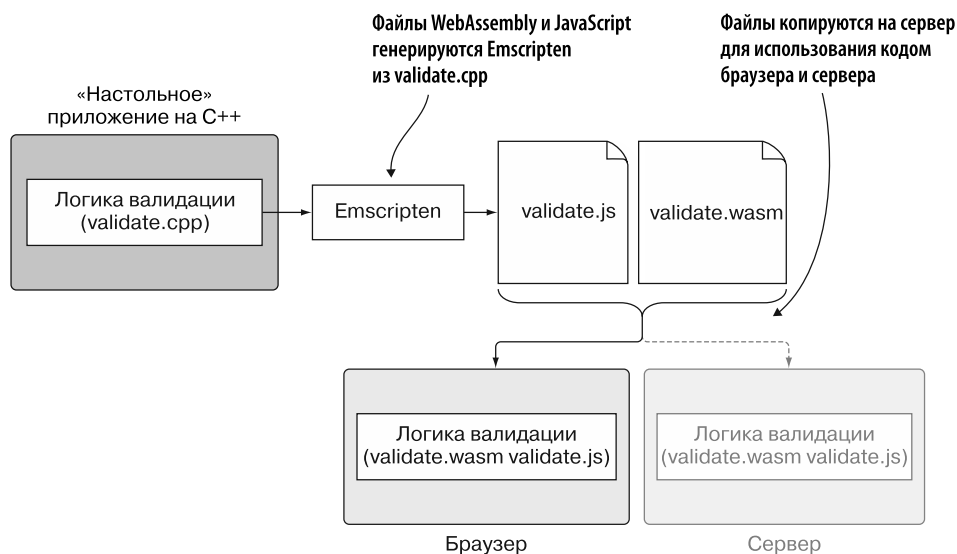 Файлы WebAssembly и JavaScript
генерируются Emscripten
из validate.cpp
Файлы копируются на сервер
для использования кодом
браузера и сервера
«Настольное»
приложение на C++
Логика валидации
(validate.cpp)
Emscripten
validate.js
validate.wasm
Логика валидации
(validate.wasm validate.js)
Браузер
Логика валидации
(validate.wasm validate.js)
Сервер